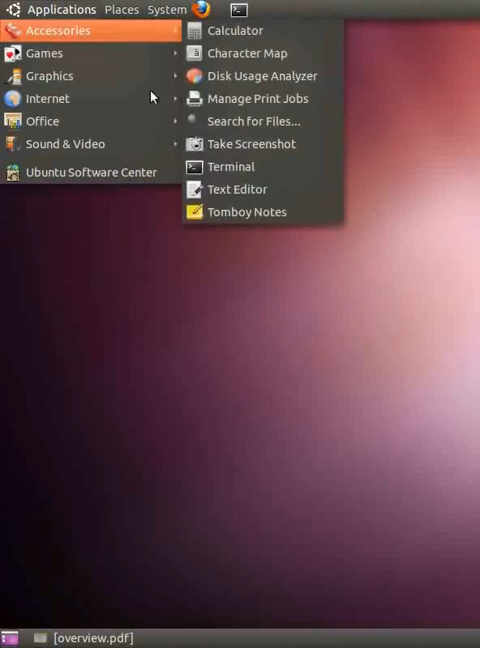 Applications Places System
Accessories
Games
Graphics
Internet
Office
Sound & Video
Ubuntu Software Center
Calculator
Character Map
Disk Usage Analyzer
Manage Print Jobs
Search for Files...
Take Screenshot
Terminal
Text Editor
Tomboy Notes
[overview.pdf]